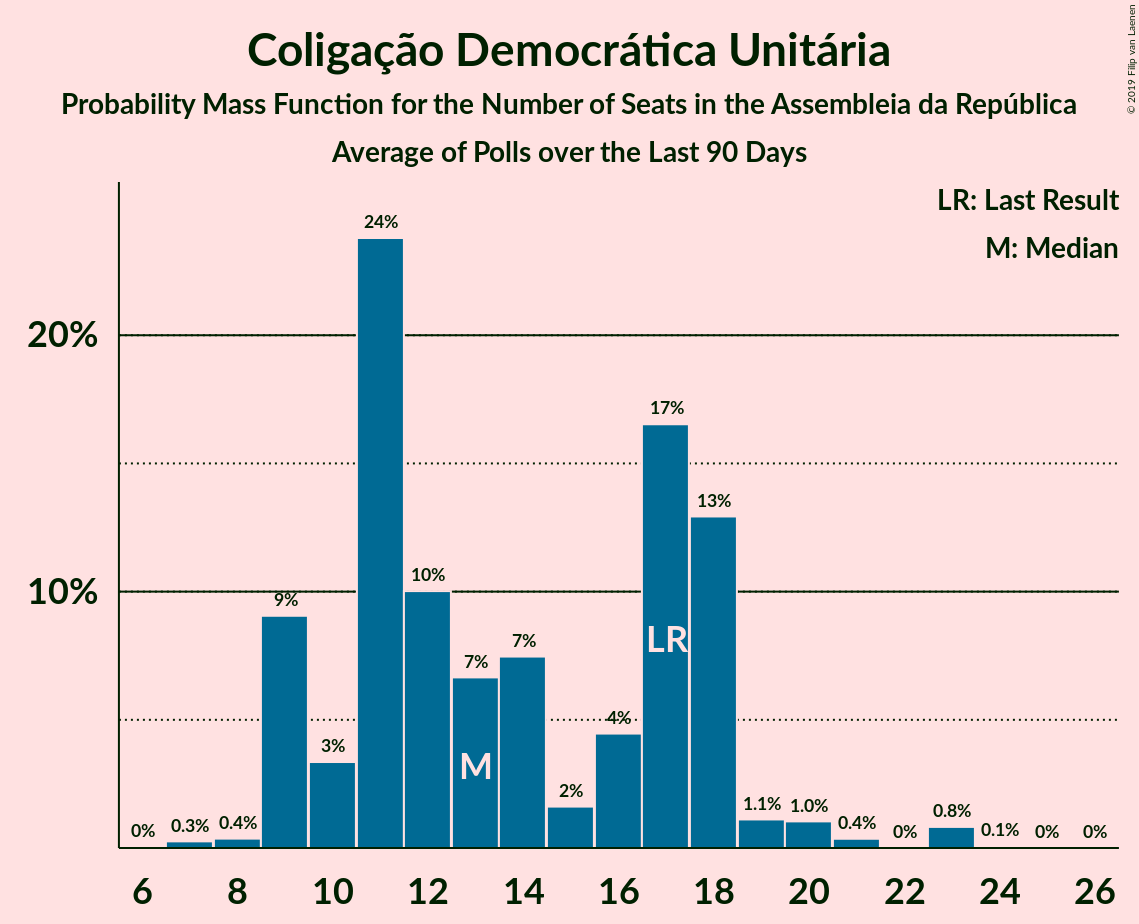 Coligação Democrática Unitária
Probability Mass Function for the Number of Seats in the Assembleia da República
Average of Polls over the Last 90 Days
© 2019 Filip van Laenen
LR: Last Result
M: Median
20%
10%
0%
0.3%
0.4%
9%
3%
24%
10%
7%
7%
2%
4%
17%
13%
1.1%
1.0%
0.4%
0%
0.8%
0.1%
0%
0%
M
LR
6 8 10 12 14 16 18 20 22 24 26